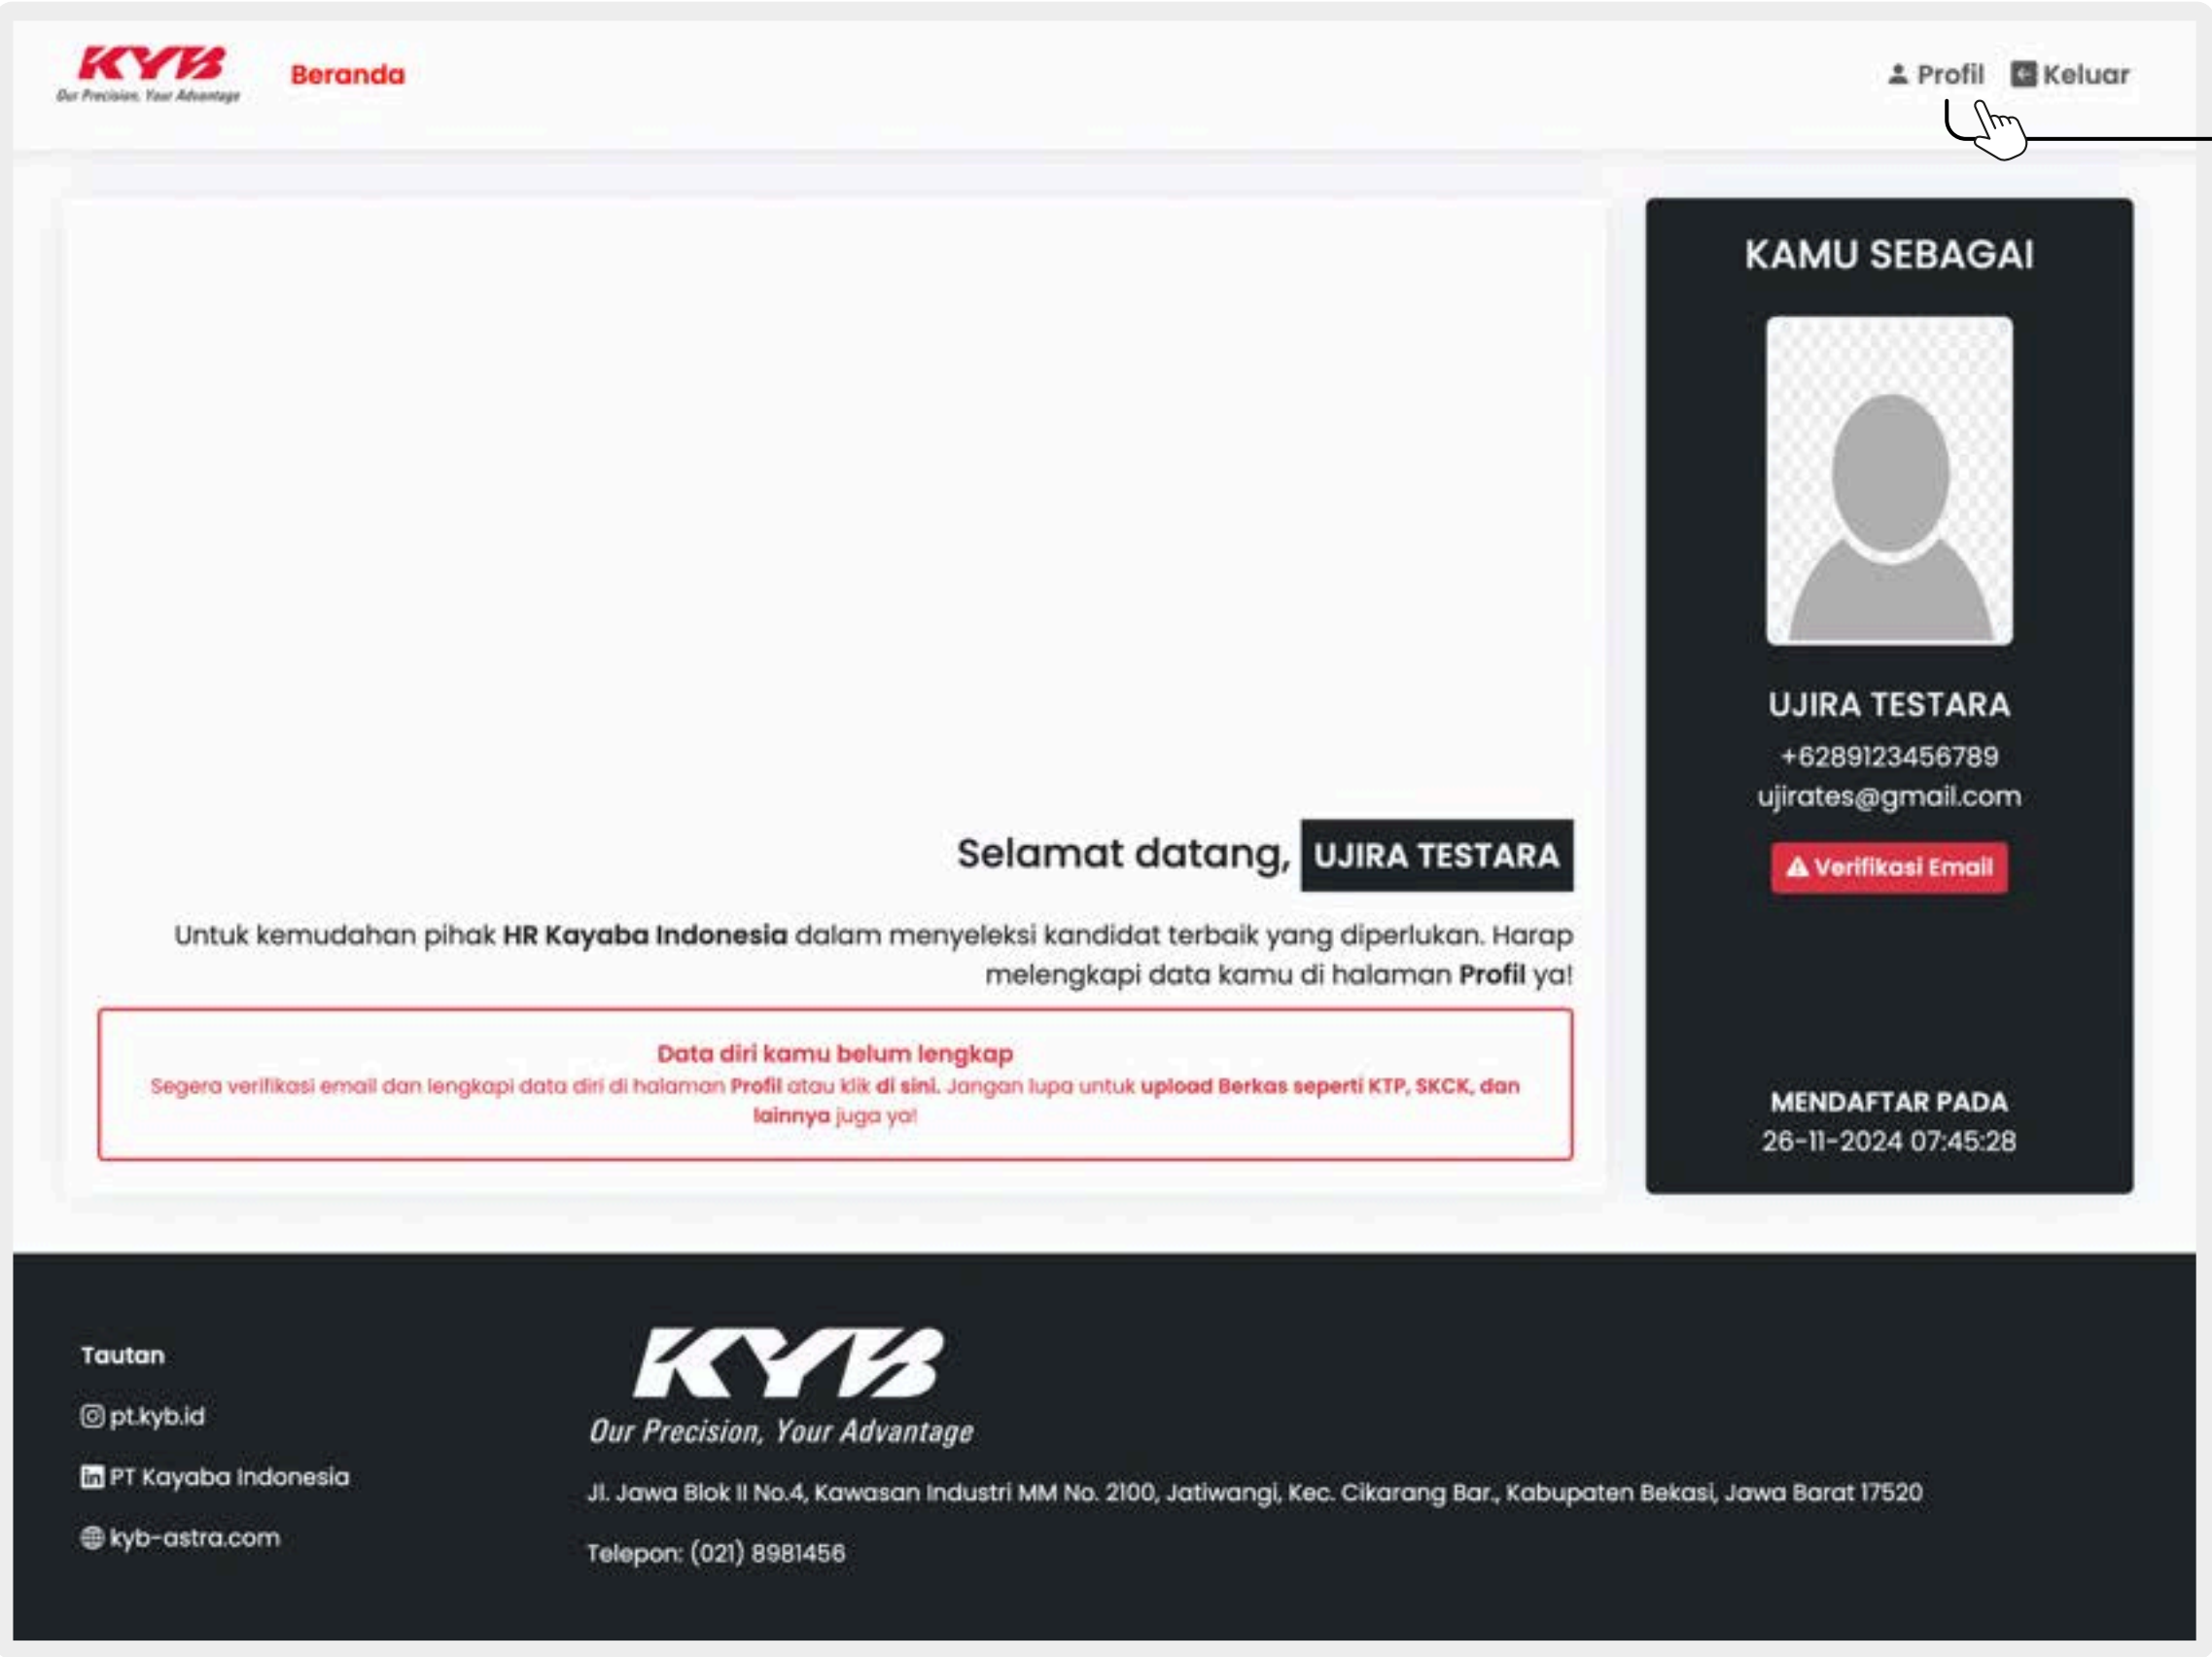 KYB
Our Precision, Your Advantage
Beranda
Profil
Keluar
KAMU SEBAGAI
UJIRA TESTARA
+6289123456789
ujirates@gmail.com
Verifikasi Email
MENDAFTAR PADA
26-11-2024 07:45:28
Selamat datang, UJIRA TESTARA
Untuk kemudahan pihak HR Kayaba Indonesia dalam menyeleksi kandidat terbaik yang diperlukan. Harap
melengkapi data kamu di halaman Profil ya!
Data diri kamu belum lengkap
Segera verifikasi email dan lengkapi data diri di halaman Profil atau klik di sini. Jangan lupa untuk upload Berkas seperti KTP, SKCK, dan
lainnya juga ya!
Tautan
pt.kyb.id
PT Kayaba Indonesia
kyb-astra.com
KYB
Our Precision, Your Advantage
Jl. Jawa Blok II No.4, Kawasan Industri MM No. 2100, Jatiwangi, Kec. Cikarang Bar., Kabupaten Bekasi, Jawa Barat 17520
Telepon: (021) 8981456